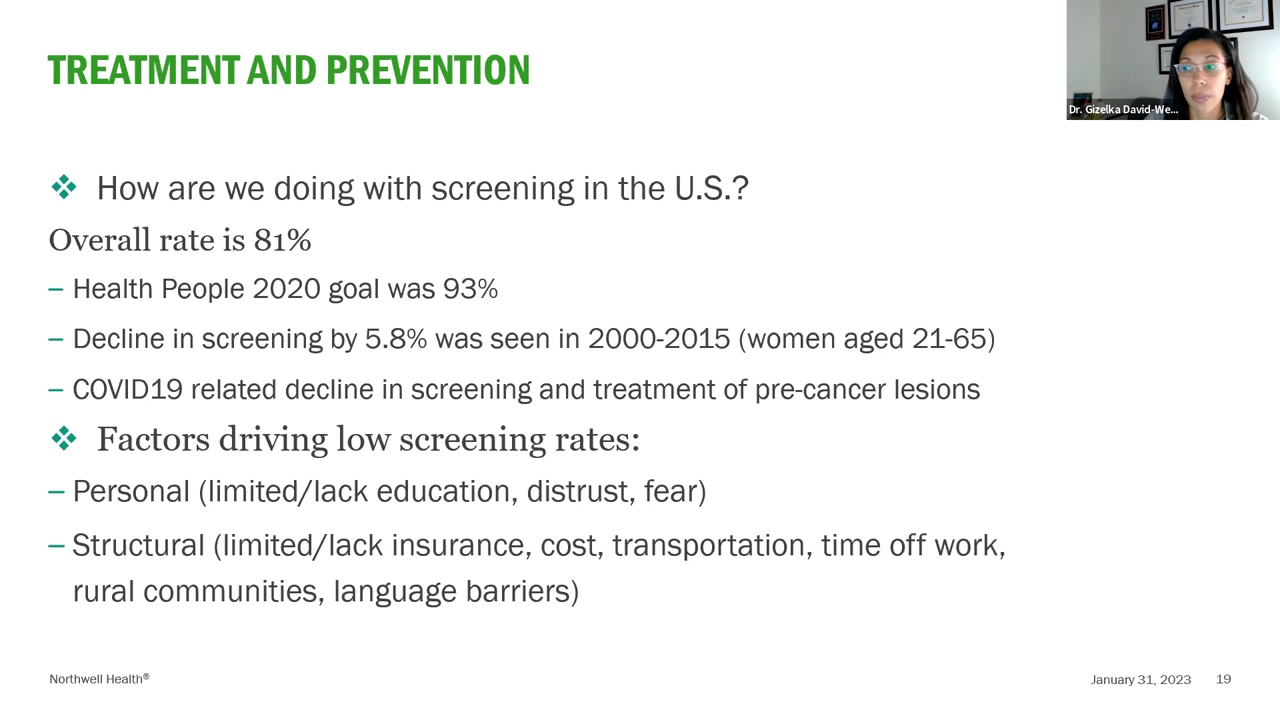 TREATMENT AND PREVENTION
Dr. Gizelka David-We...
❖ How are we doing with screening in the U.S.?
Overall rate is 81%
– Health People 2020 goal was 93%
– Decline in screening by 5.8% was seen in 2000-2015 (women aged 21-65)
– COVID19 related decline in screening and treatment of pre-cancer lesions
❖ Factors driving low screening rates:
– Personal (limited/lack education, distrust, fear)
– Structural (limited/lack insurance, cost, transportation, time off work,
rural communities, language barriers)
Northwell Health®
January 31, 2023 19